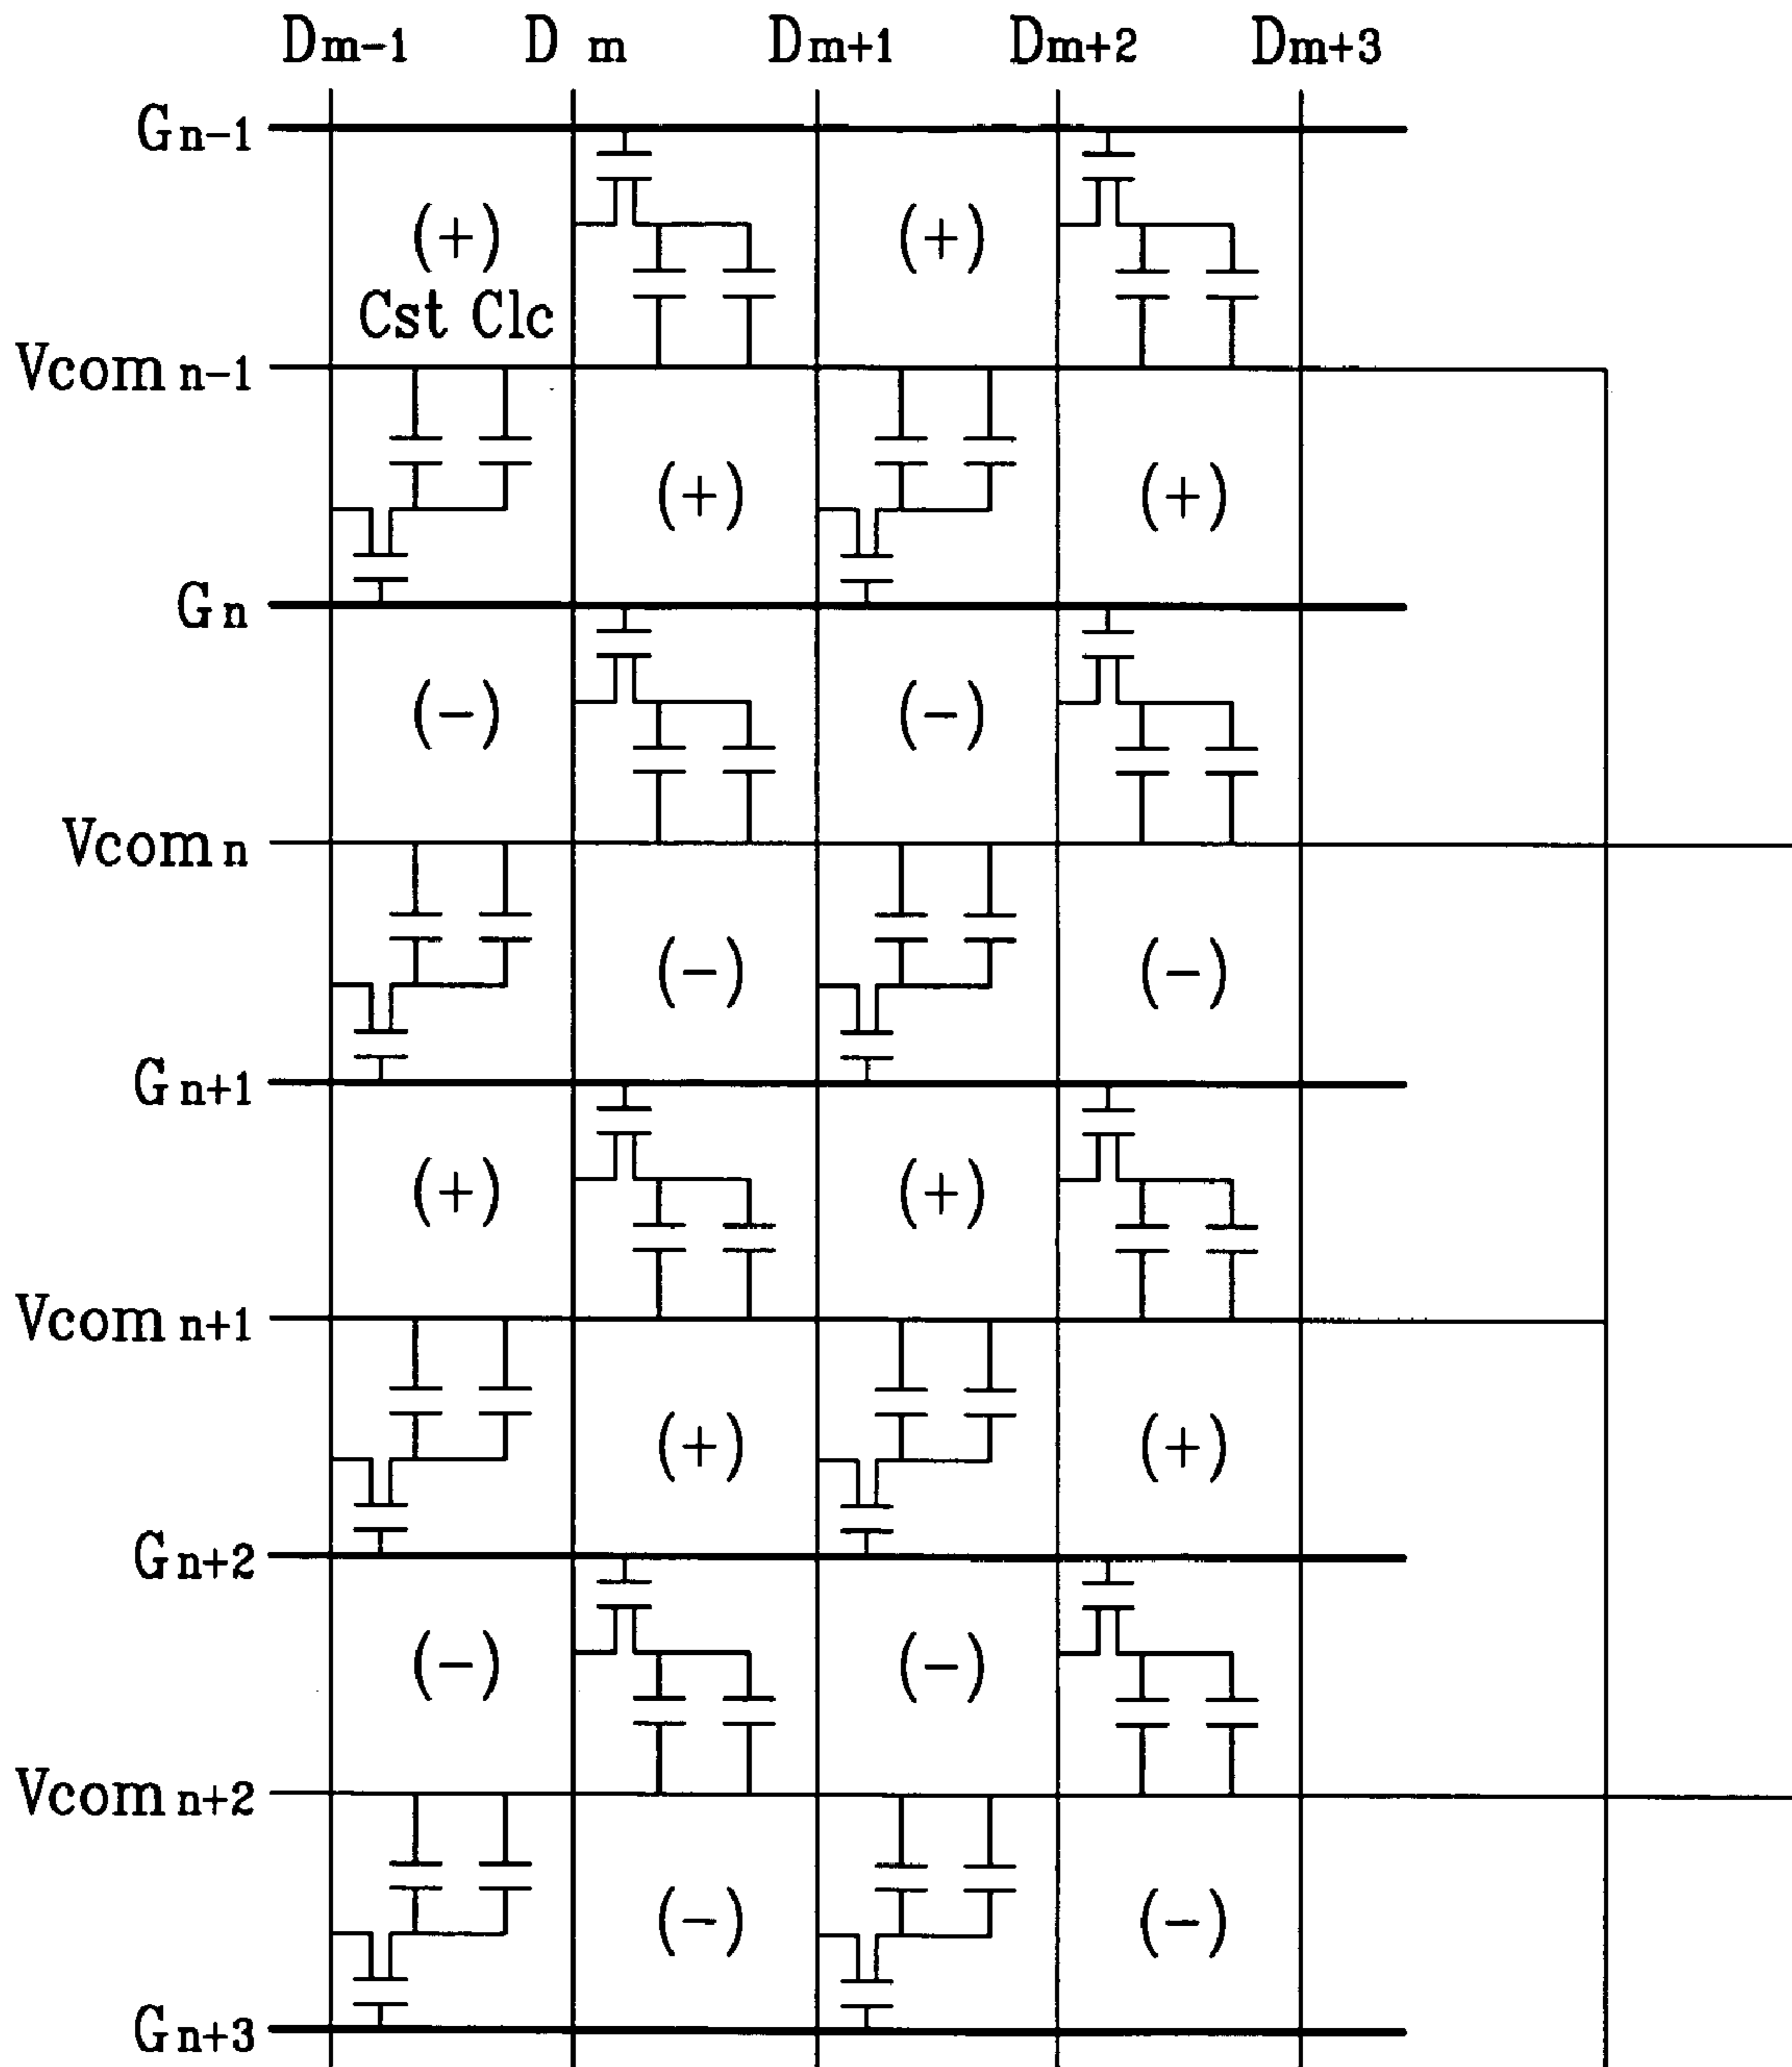 Dm-1 D m Dm+1 Dm+2 Dm+3
Gn-1
(+) (+)
Cst Clc
Vcom n-1
(+) (+)
Gn
(-) (-)
Vcom n
(-) (-)
Gn+1
(+) (+)
Vcom n+1
(+) (+)
Gn+2
(-) (-)
Vcom n+2
(-) (-)
Gn+3